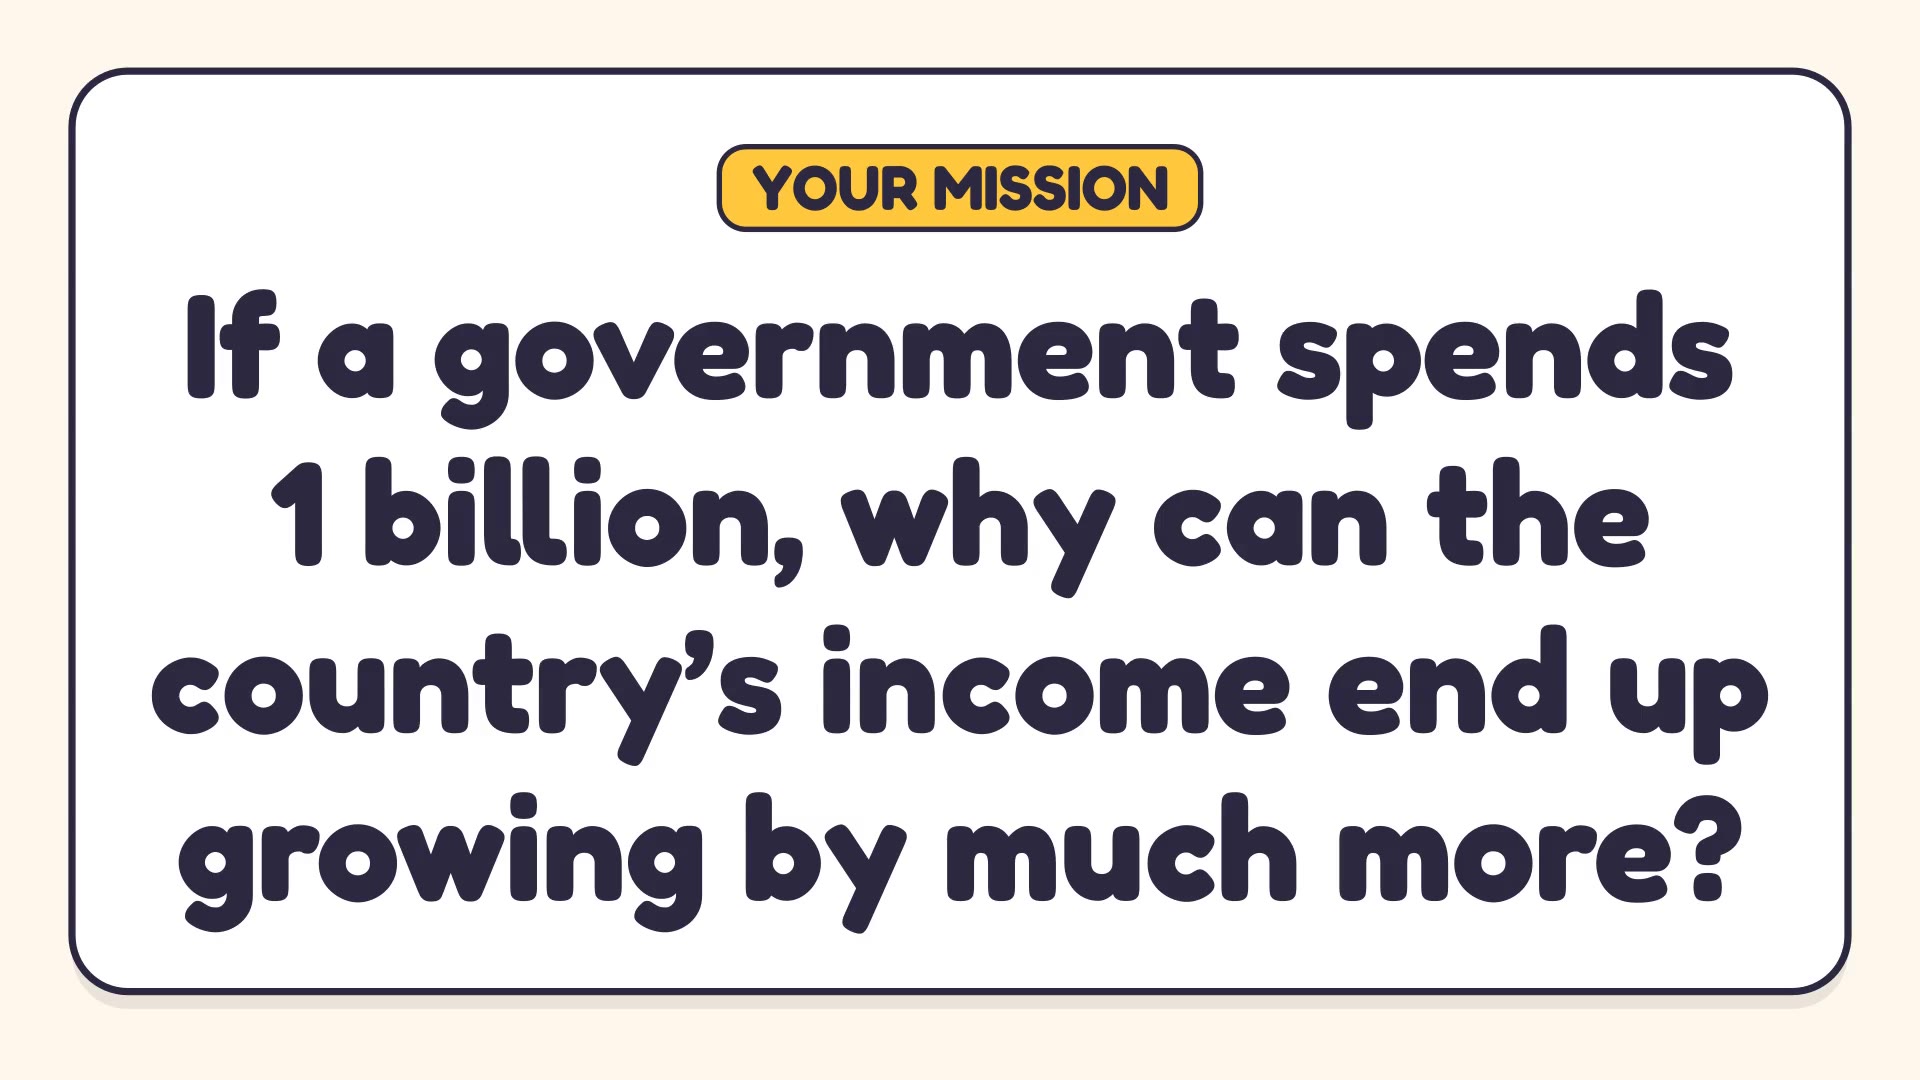 YOUR MISSION
If a government spends
1 billion, why can the
country’s income end up
growing by much more?